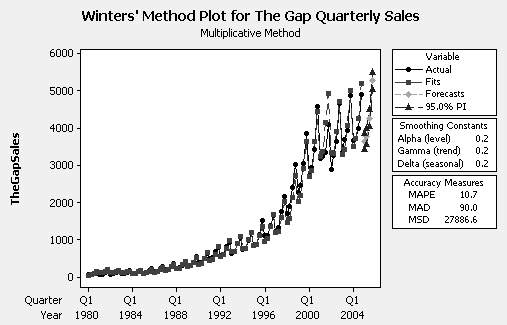 Winters' Method Plot for The Gap Quarterly Sales
Multiplicative Method
TheGapSales
6000
5000
4000
3000
2000
1000
0
Quarter Q1 Q1 Q1 Q1 Q1 Q1 Q1
Year 1980 1984 1988 1992 1996 2000 2004
Variable
Actual
Fits
Forecasts
95.0% PI
Smoothing Constants
Alpha (level) 0.2
Gamma (trend) 0.2
Delta (seasonal) 0.2
Accuracy Measures
MAPE 10.7
MAD 90.0
MSD 27886.6